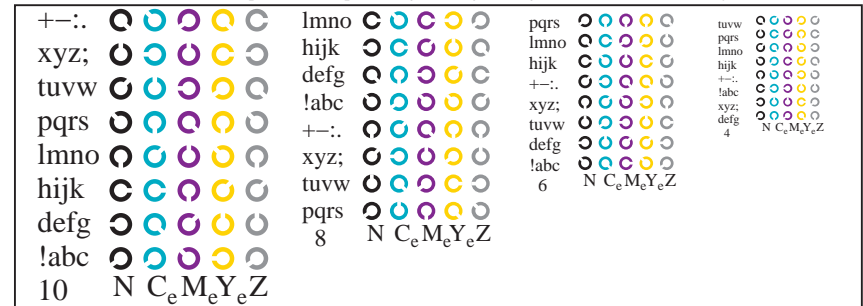 +−:.
xyz;
tuvw
pqrs
lmno
hijk
defg
!abc
10 N CeMeYeZ
lmno
hijk
defg
!abc
+−:.
xyz;
tuvw
pqrs
8 N CeMeYeZ
pqrs
lmno
hijk
+−:.
xyz;
tuvw
defg
!abc
6 N CeMeYeZ
tuvw
pqrs
lmno
hijk
+−:.
!abc
xyz;
defg
4 N CeMeYeZ